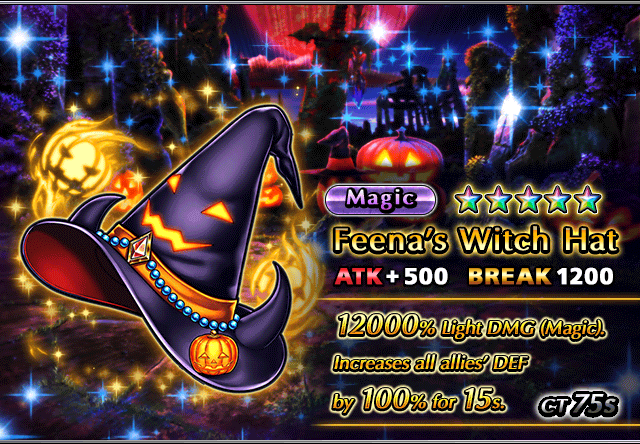 Magic
Feena's Witch Hat
ATK+500 BREAK 1200
12000% Light DMG (Magic).
Increases all allies' DEF
by 100% for 15s. CT 75s